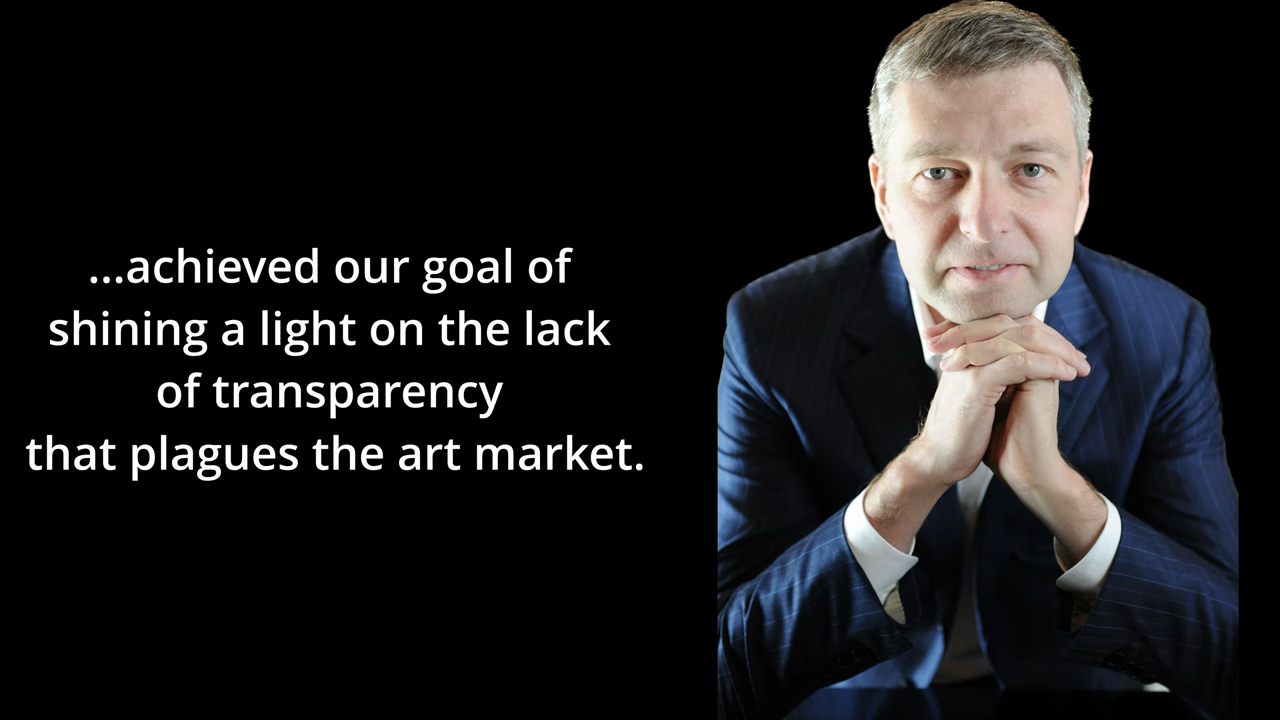 ...achieved our goal of
shining a light on the lack
of transparency
that plagues the art market.